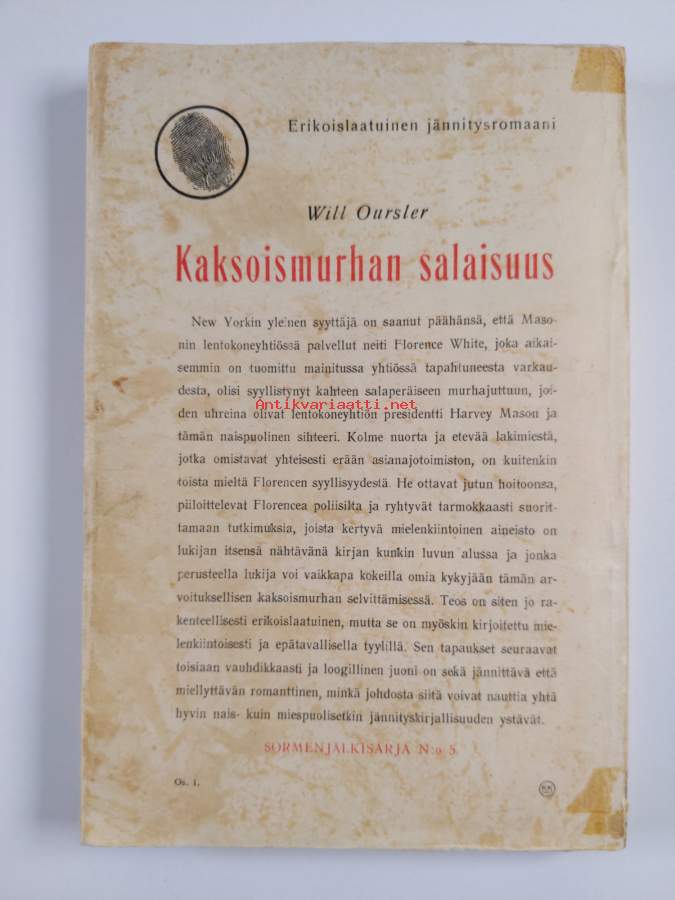 Erikoislaatuinen jännitysromaani
Will Oursler
Kaksoismurhan salaisuus
New Yorkin yleinen syyttäjä on saanut päähänsä, että Maso-
nin lentokoneyhtiössä palvellut neiti Florence White, joka aikai-
semmin on tuomittu mainitussa yhtiössä tapahtuneesta varkau-
desta, olisi syyllistynyt kahteen salaperäiseen murhajuttuun, joi-
Antikvariaatti.net
den uhreina olivat lentokoneyhtiön presidentti Harvey Mason ja
tämän naispuolinen sihteeri. Kolme nuorta ja etevää lakimiestä,
jotka omistavat yhteisesti erään asianajotoimiston, on kuitenkin
toista mieltä Florencen syyllisyydestä. He ottavat jutun hoitoonsa,
piiloittelevat Florencea poliisilta ja ryhtyvät tarmokkaasti suorit-
tamaan tutkimuksia, joista kertyvä mielenkiintoinen aineisto on
lukijan itsensä nähtävänä kirjan kunkin luvun alussa ja jonka
perusteella lukija voi vaikkapa kokeilla omia kykyjään tämän ar-
voituksellisen kaksoismurhan selvittämisessä. Teos on siten jo ra-
kenteellisesti erikoislaatuinen, mutta se on myöskin kirjoitettu mie-
lenkiintoisesti ja epätavallisella tyylillä. Sen tapaukset seuraavat
toisiaan vauhdikkaasti ja loogillinen juoni on sekä jännittävä että
miellyttävän romanttinen, minkä johdosta siitä voivat nauttia yhtä
hyvin nais- kuin miespuolisetkin jännityskirjallisuuden ystävät.
SORMENJÄLKISARJA N:o 5
Os. 1.
KK